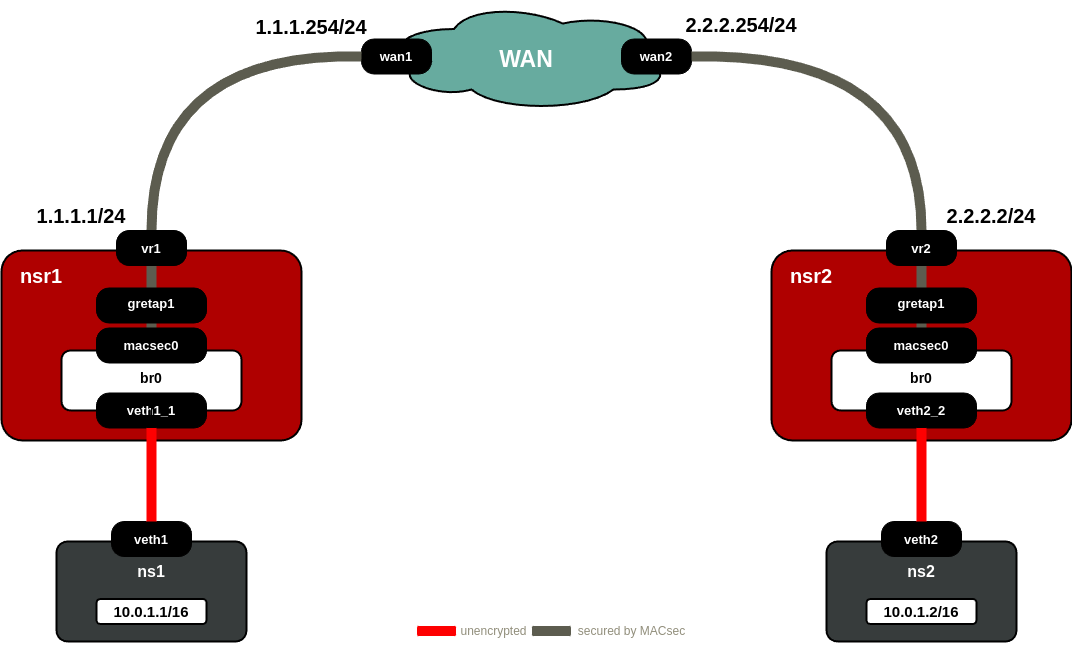 1.1.1.254/24
2.2.2.254/24
wan1
WAN
wan2
1.1.1.1/24
2.2.2.2/24
vr1
vr2
nsr1
nsr2
gretap1
gretap1
macsec0
macsec0
br0
br0
veth1_1
veth2_2
veth1
veth2
ns1
ns2
10.0.1.1/16
10.0.1.2/16
unencrypted
secured by MACsec